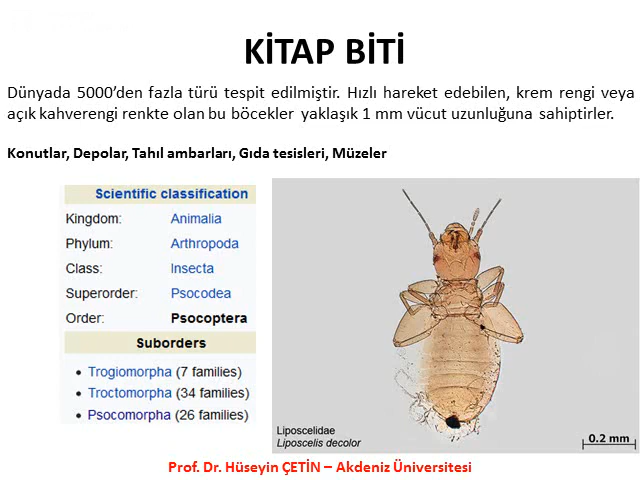 KİTAP BİTİ
Dünyada 5000’den fazla türü tespit edilmiştir. Hızlı hareket edebilen, krem rengi veya
açık kahverengi renkte olan bu böcekler yaklaşık 1 mm vücut uzunluğuna sahiptirler.
Konutlar, Depolar, Tahıl ambarları, Gıda tesisleri, Müzeler
Scientific classification
Kingdom: Animalia
Phylum: Arthropoda
Class: Insecta
Superorder: Psocodea
Order: Psocoptera
Suborders
• Trogiomorpha (7 families)
• Troctomorpha (34 families)
• Psocomorpha (26 families)
Liposcelidae
Liposcelis decolor
0.2 mm
Prof. Dr. Hüseyin ÇETİN – Akdeniz Üniversitesi